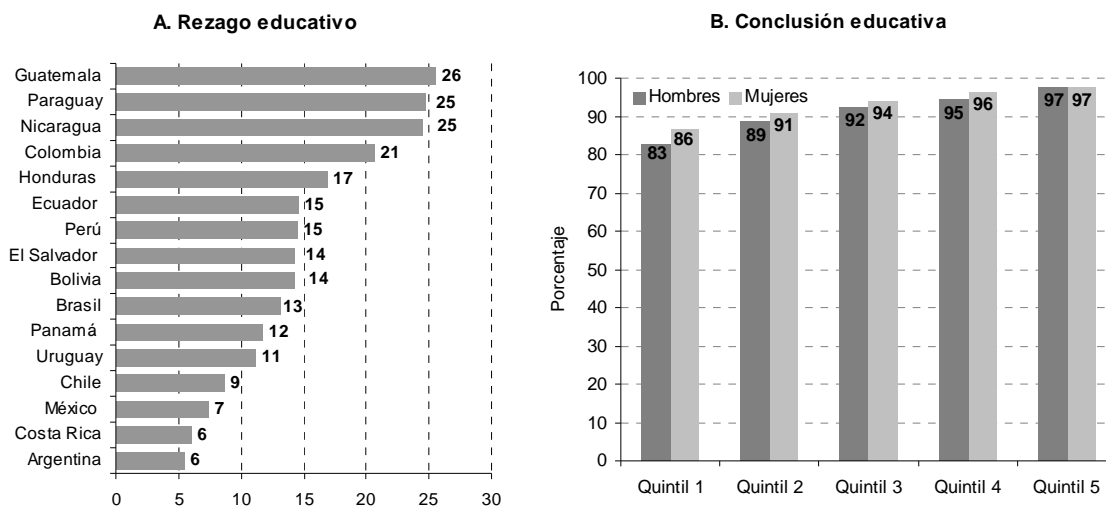 A. Rezago educativo
Guatemala 26
Paraguay 25
Nicaragua 25
Colombia 21
Honduras 17
Ecuador 15
Perú 15
El Salvador 14
Bolivia 14
Brasil 13
Panamá 12
Uruguay 11
Chile 9
México 7
Costa Rica 6
Argentina 6
0 5 10 15 20 25 30
B. Conclusión educativa
Porcentaje
100
90
80
70
60
50
40
30
20
10
0
Hombres Mujeres
83 86 89 91 92 94 95 96 97 97
Quintil 1 Quintil 2 Quintil 3 Quintil 4 Quintil 5